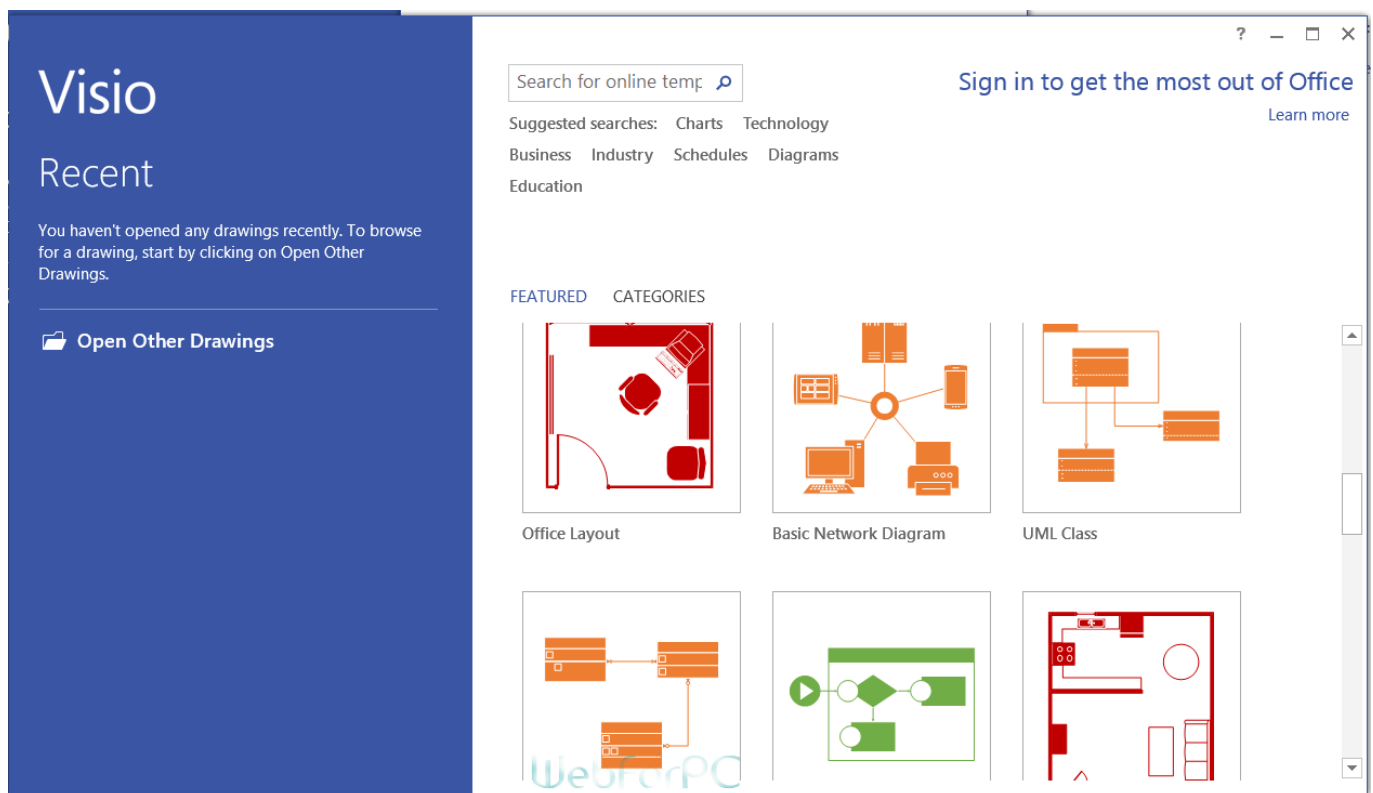 Visio
Recent
You haven't opened any drawings recently. To browse
for a drawing, start by clicking on Open Other
Drawings.
Open Other Drawings
?
Search for online temp
Sign in to get the most out of Office
Learn more
Suggested searches: Charts Technology
Business Industry Schedules Diagrams
Education
FEATURED CATEGORIES
Office Layout Basic Network Diagram UML Class
WebForPC